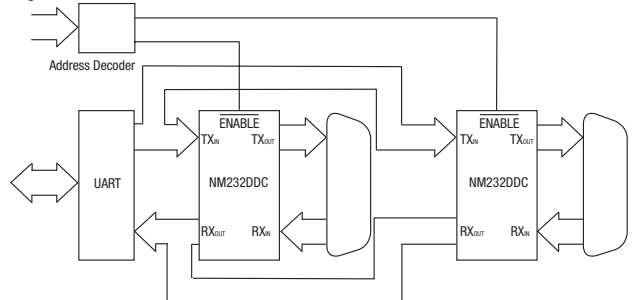 Address Decoder
ENABLE
TXIN TXOUT
NM232DDC
RXOUT RXIN
UART
ENABLE
TXIN TXOUT
NM232DDC
RXOUT RXIN